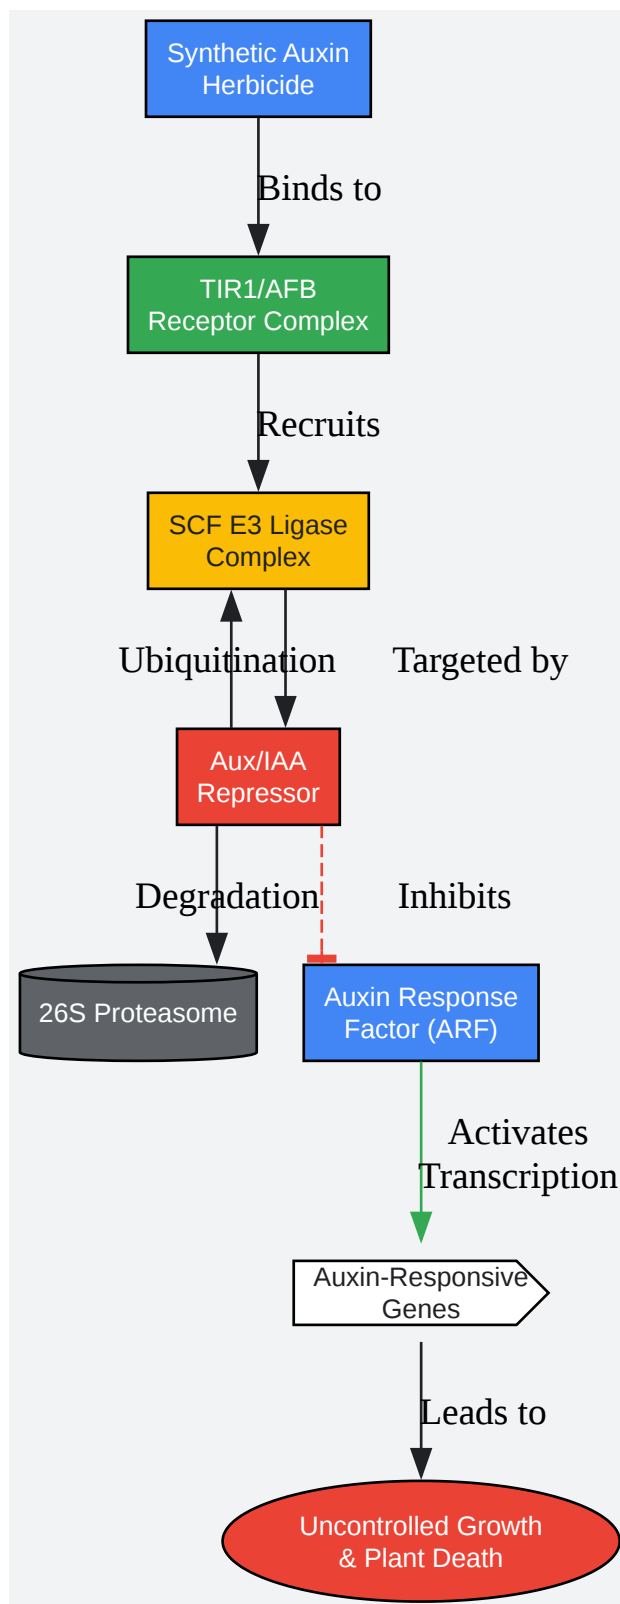 Synthetic Auxin
Herbicide
Binds to
TIR1/AFB
Receptor Complex
Recruits
SCF E3 Ligase
Complex
Ubiquitination
Targeted by
Aux/IAA
Repressor
Degradation
Inhibits
26S Proteasome
Auxin Response
Factor (ARF)
Activates
Transcription
Auxin-Responsive
Genes
Leads to
Uncontrolled Growth
& Plant Death